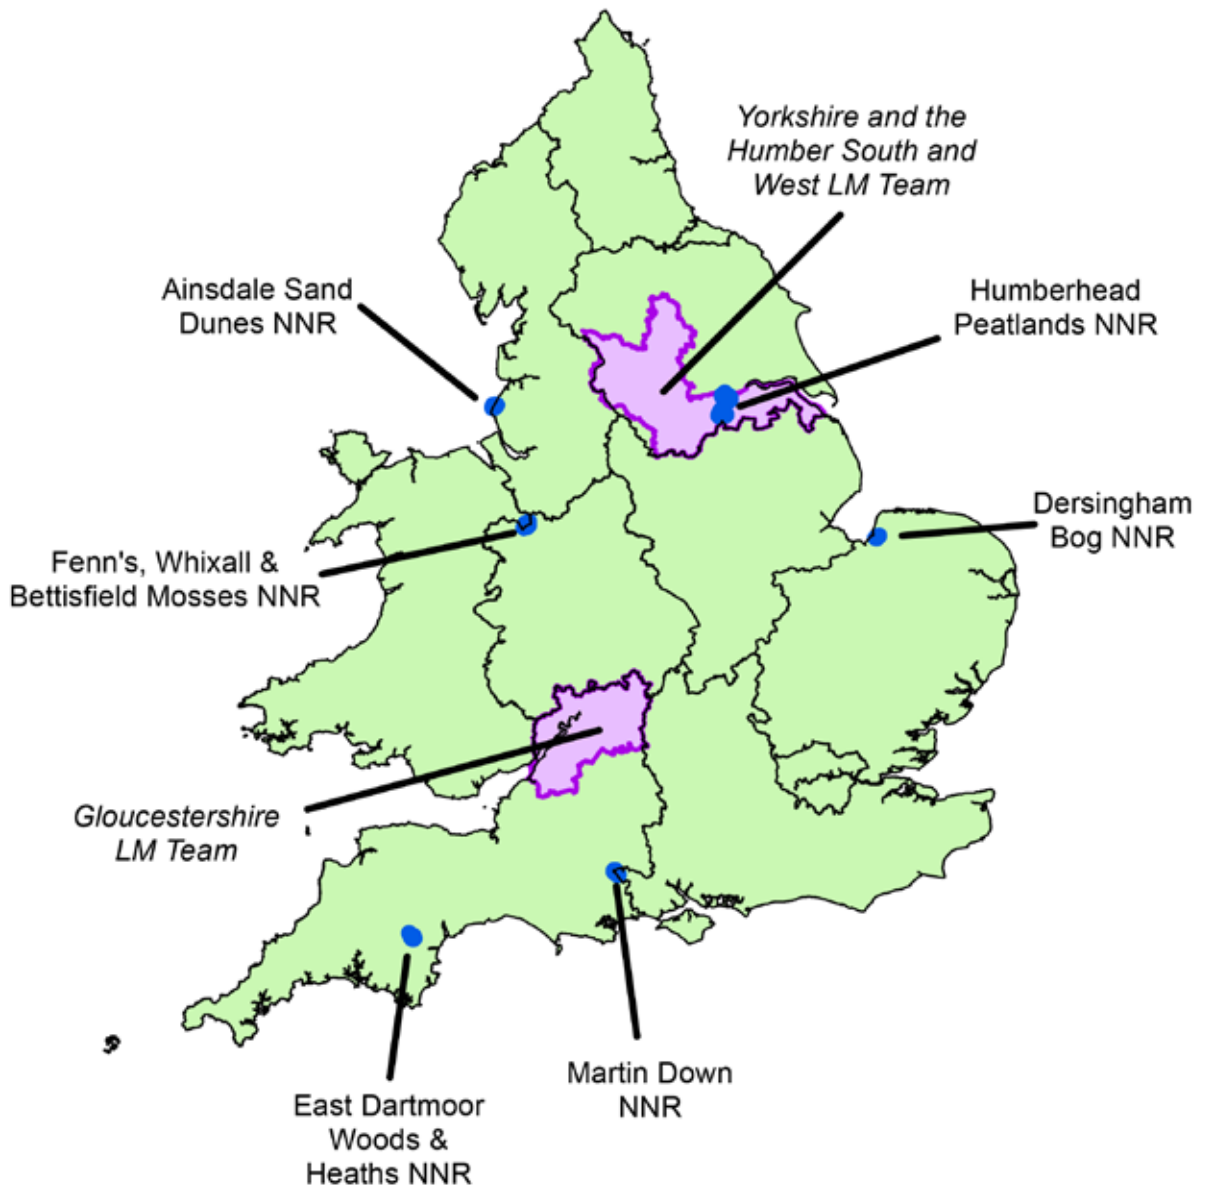 Yorkshire and the
Humber South and
West LM Team
Ainsdale Sand
Dunes NNR
Humberhead
Peatlands NNR
Dersingham
Bog NNR
Fenn's, Whixall &
Bettisfield Mosses NNR
Gloucestershire
LM Team
Martin Down
NNR
East Dartmoor
Woods &
Heaths NNR